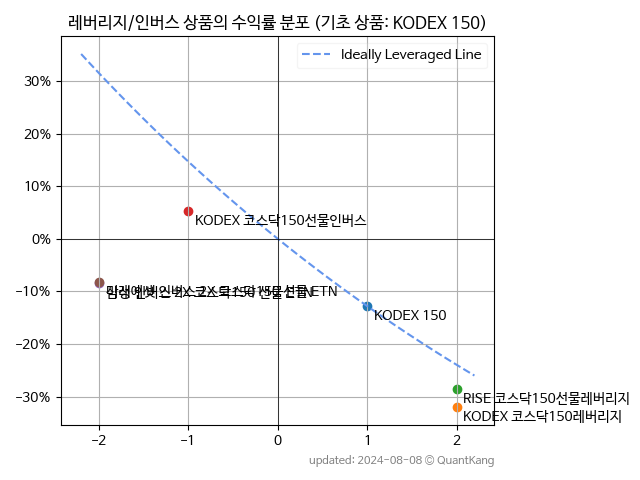 레버리지/인버스 상품의 수익률 분포 (기초 상품: KODEX 150)
Ideally Leveraged Line
30%
20%
10%
0%
−10%
−20%
−30%
KODEX 코스닥150선물인버스
KODEX 150
RISE 코스닥150선물레버리지
KODEX 코스닥150레버리지
−2
−1
0
1
2
updated: 2024-08-08 © QuantKang